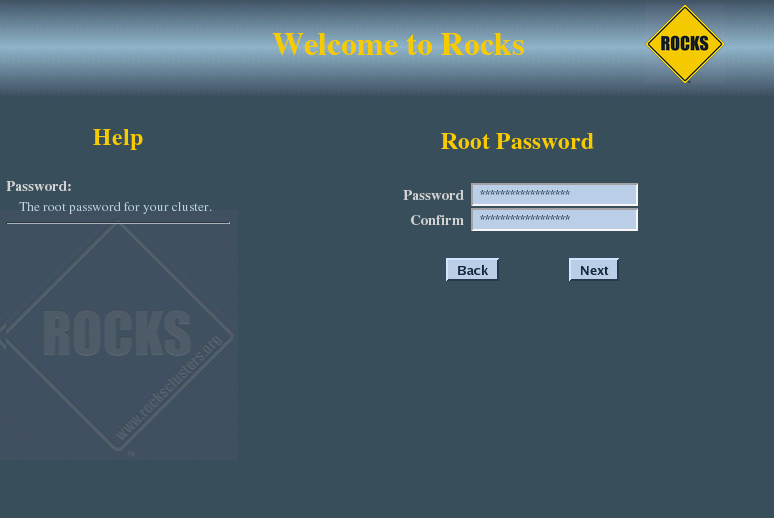 Welcome to Rocks
ROCKS
Help
Password:
The root password for your cluster.
ROCKS
www.rocksclusters.org
Root Password
Password ******************
Confirm ******************
Back Next